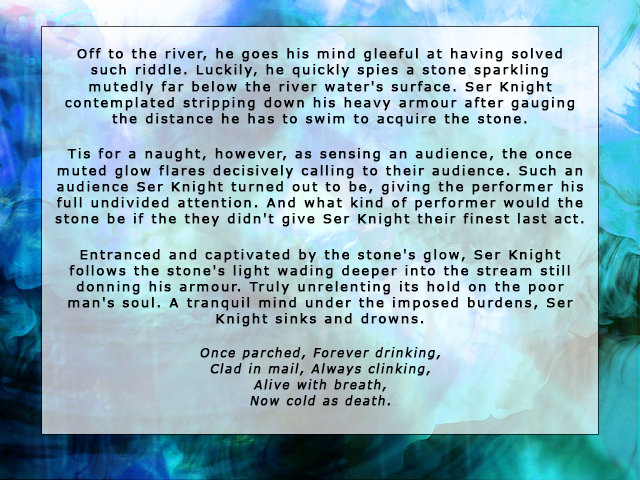 Off to the river, he goes his mind gleeful at having solved
such riddle. Luckily, he quickly spies a stone sparkling
mutedly far below the river water's surface. Ser Knight
contemplated stripping down his heavy armour after gauging
the distance he has to swim to acquire the stone.
Tis for a naught, however, as sensing an audience, the once
muted glow flares decisively calling to their audience. Such an
audience Ser Knight turned out to be, giving the performer his
full undivided attention. And what kind of performer would the
stone be if the they didn't give Ser Knight their finest last act.
Entranced and captivated by the stone's glow, Ser Knight
follows the stone's light wading deeper into the stream still
donning his armour. Truly unrelenting its hold on the poor
man's soul. A tranquil mind under the imposed burdens, Ser
Knight sinks and drowns.
Once parched, Forever drinking,
Clad in mail, Always clinking,
Alive with breath,
Now cold as death.